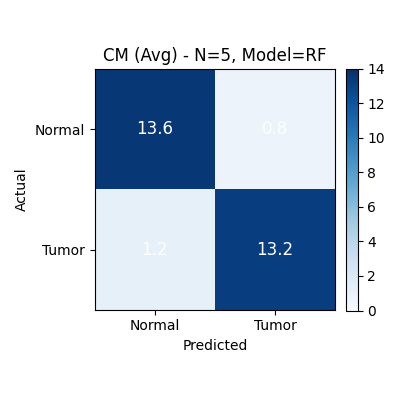 CM (Avg) - N=5, Model=RF
Actual
Normal
Tumor
13.6
0.8
1.2
13.2
Normal
Tumor
Predicted
14
12
10
8
6
4
2
0